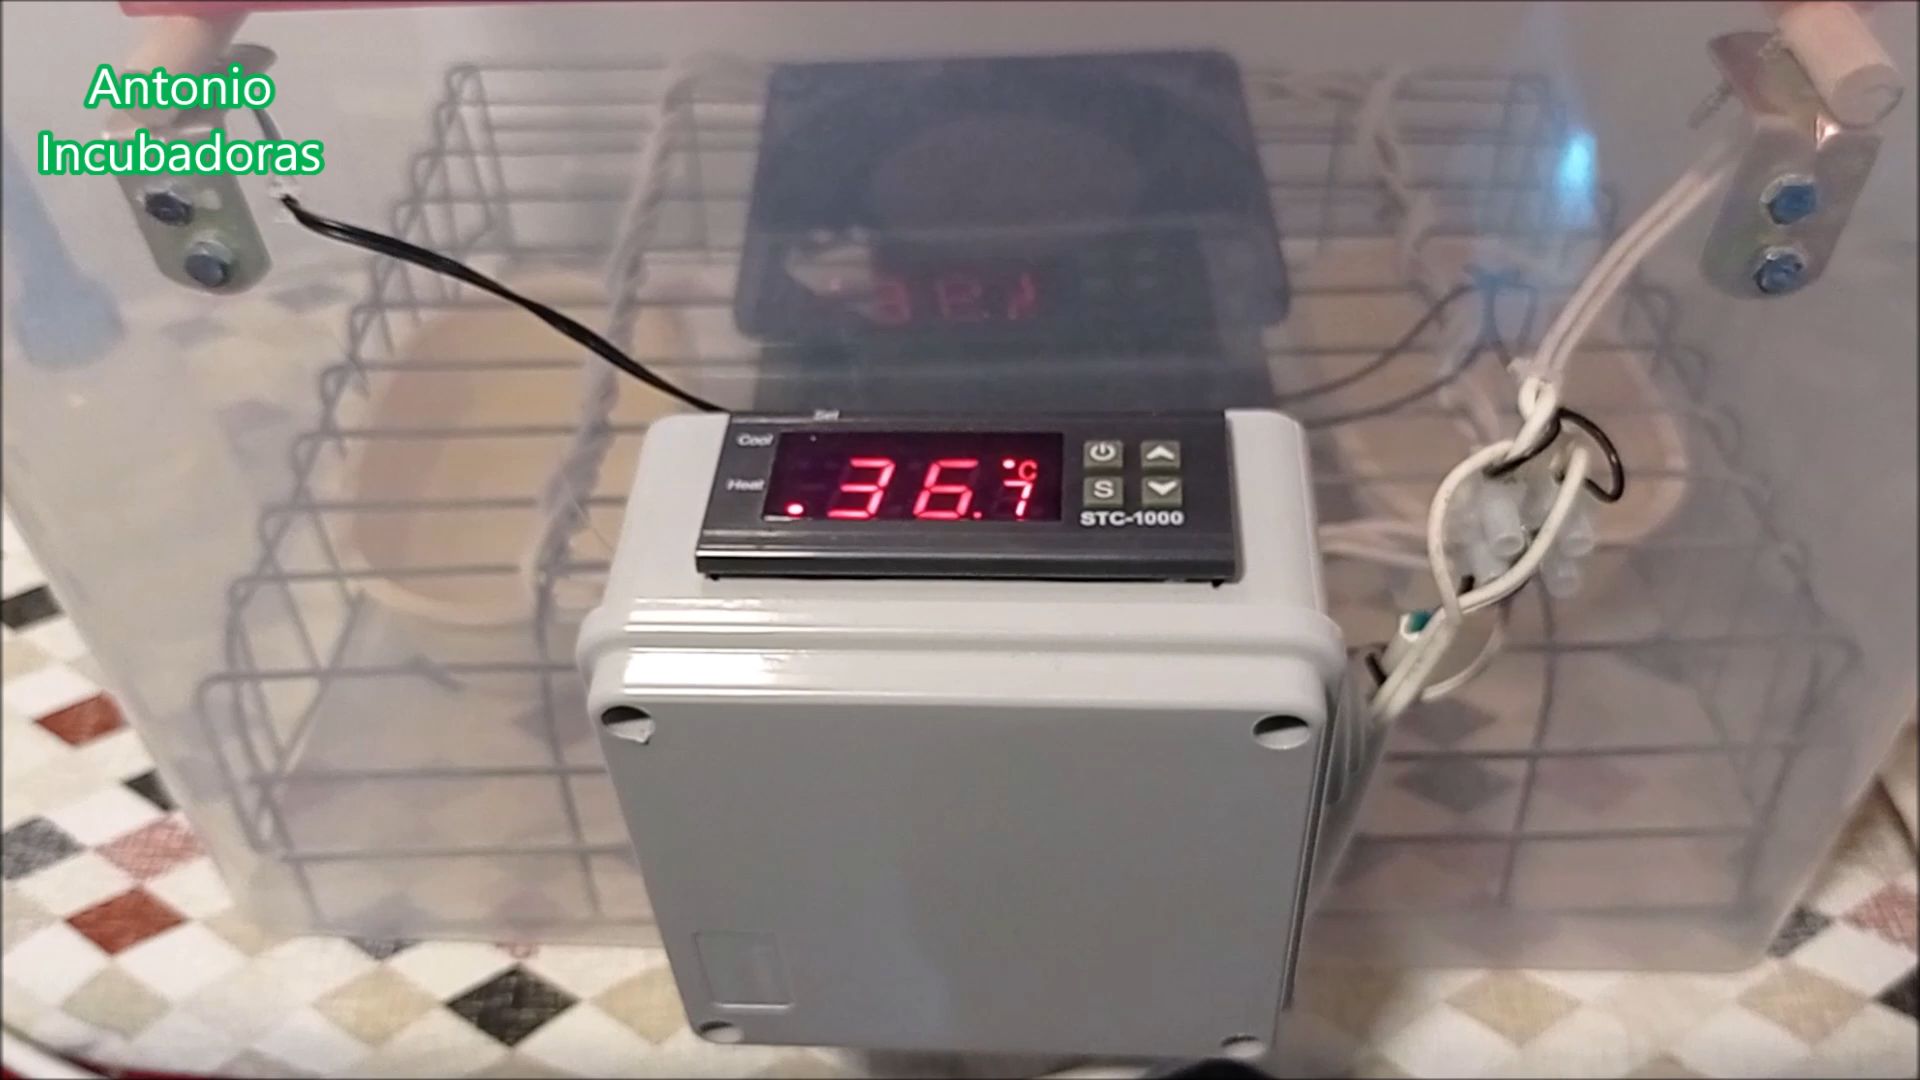 Antonio
Incubadoras
Set
Cool
Heat
36.7
°C
S
STC-1000